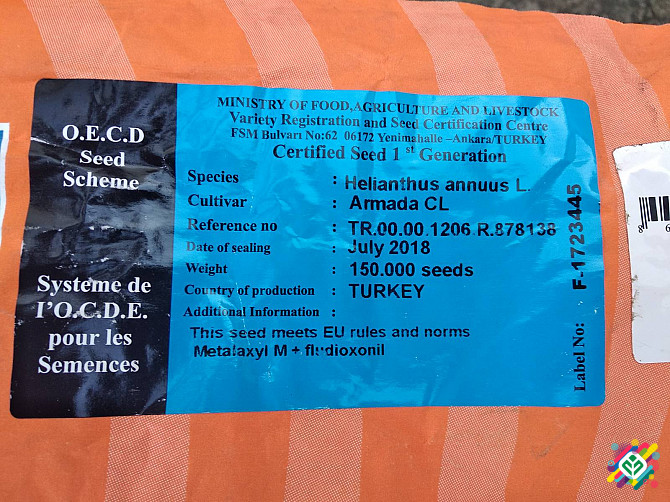 O.E.C.D
Seed
Scheme
Systeme de
I'O.C.D.E.
pour les
Semences
MINISTRY OF FOOD,AGRICULTURE AND LIVESTOCK
Variety Registration and Seed Certification Centre
FSM Bulvari No:62 06172 Yenimahalle –Ankara/TURKEY
Certified Seed 1 st Generation
Species : Helianthus annuus L.
Cultivar : Armada CL
Reference no : TR.00.00.1206.R.878138
Date of sealing : July 2018
Weight : 150.000 seeds
Country of production : TURKEY
Additional Information :
This seed meets EU rules and norms
Metalaxyl M + fludioxonil
Label No: F-1723445
8